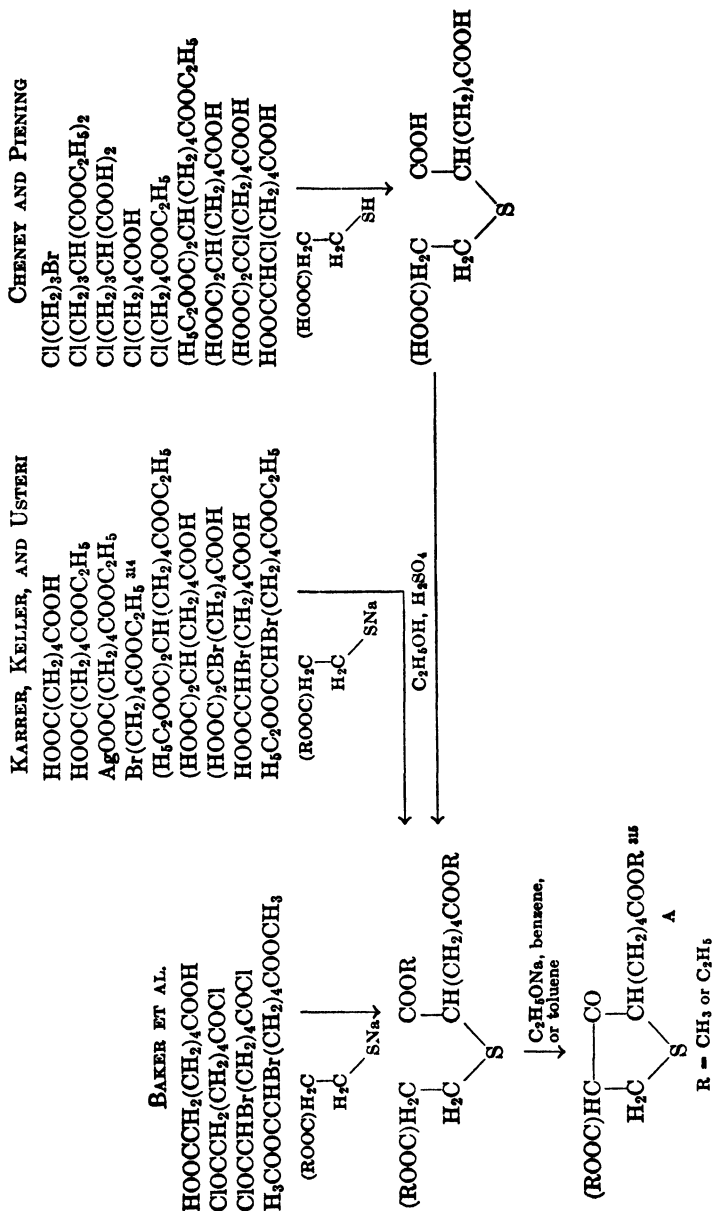 BAKER ET AL.
HOOCCH2(CH2)4COOH
ClOCCH2(CH2)4COCl
ClOCCHBr(CH2)4COCl
H3COOCCHBr(CH2)4COOCH3
(ROOC)H2C
H2C
SNa
(ROOC)H2C COOR
H2C CH(CH2)4COOR
S
C2H5ONa, benzene,
or toluene
(ROOC)HC CO
H2C CH(CH2)4COOR 315
S
A
R = CH3 or C2H5
KARRER, KELLER, AND USTERI
HOOC(CH2)4COOH
HOOC(CH2)4COOC2H5
AgOOC(CH2)4COOC2H5
Br(CH2)4COOC2H5 314
(H5C2OOC)2CH(CH2)4COOC2H5
(HOOC)2CH(CH2)4COOH
(HOOC)2CBr(CH2)4COOH
HOOCCHBr(CH2)4COOH
H5C2OOCCHBr(CH2)4COOC2H5
(ROOC)H2C
H2C
SNa
C2H5OH, H2SO4
CHENEY AND PIENING
Cl(CH2)3Br
Cl(CH2)3CH(COOC2H5)2
Cl(CH2)3CH(COOH)2
Cl(CH2)4COOH
Cl(CH2)4COOC2H5
(H5C2OOC)2CH(CH2)4COOC2H5
(HOOC)2CH(CH2)4COOH
(HOOC)2CCl(CH2)4COOH
HOOCCHCl(CH2)4COOH
(HOOC)H2C
H2C
SH
(HOOC)H2C COOH
H2C CH(CH2)4COOH
S